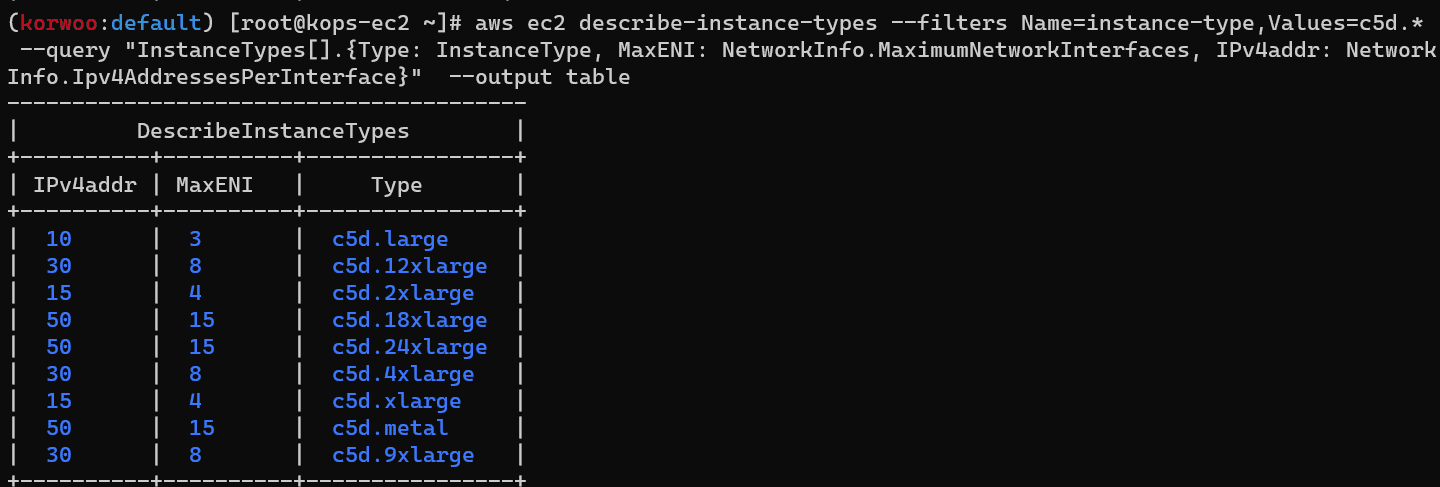 (korwoo:default) [root@kops-ec2 ~]# aws ec2 describe-instance-types --filters Name=instance-type,Values=c5d.*
 --query "InstanceTypes[].{Type: InstanceType, MaxENI: NetworkInfo.MaximumNetworkInterfaces, IPv4addr: Network
Info.Ipv4AddressesPerInterface}"  --output table
----------------------------------------
|         DescribeInstanceTypes        |
+----------+----------+----------------+
| IPv4addr | MaxENI   |     Type       |
+----------+----------+----------------+
|  10      |  3       |  c5d.large     |
|  30      |  8       |  c5d.12xlarge  |
|  15      |  4       |  c5d.2xlarge   |
|  50      |  15      |  c5d.18xlarge  |
|  50      |  15      |  c5d.24xlarge  |
|  30      |  8       |  c5d.4xlarge   |
|  15      |  4       |  c5d.xlarge    |
|  50      |  15      |  c5d.metal     |
|  30      |  8       |  c5d.9xlarge   |
+----------+----------+----------------+